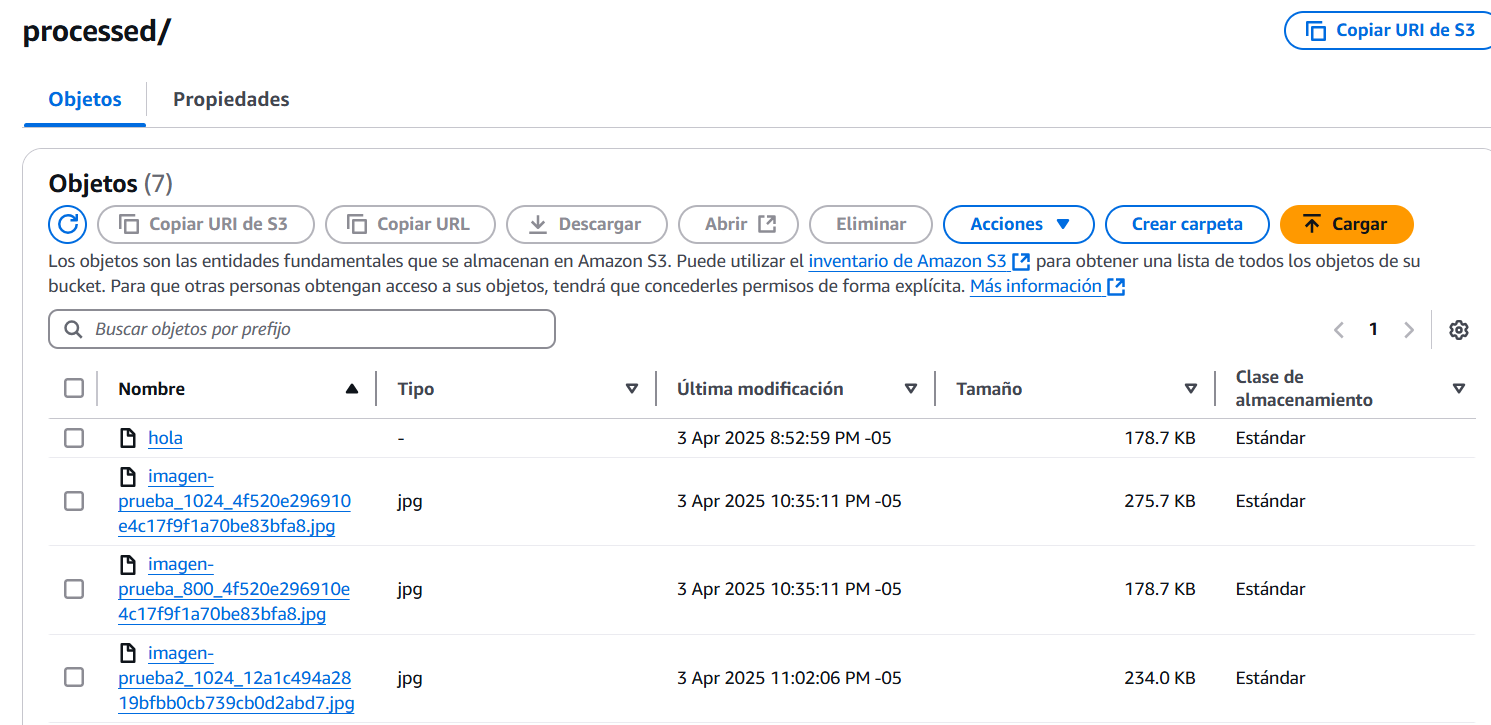 processed/
Copiar URI de S3
Objetos
Propiedades
Objetos (7)
Copiar URI de S3
Copiar URL
Descargar
Abrir
Eliminar
Acciones
Crear carpeta
Cargar
Los objetos son las entidades fundamentales que se almacenan en Amazon S3. Puede utilizar el inventario de Amazon S3 para obtener una lista de todos los objetos de su
bucket. Para que otras personas obtengan acceso a sus objetos, tendrá que concederles permisos de forma explícita. Más información
Buscar objetos por prefijo
1
Nombre
Tipo
Última modificación
Tamaño
Clase de
almacenamiento
hola
-
3 Apr 2025 8:52:59 PM -05
178.7 KB
Estándar
imagen-
prueba_1024_4f520e296910
e4c17f9f1a70be83bfa8.jpg
jpg
3 Apr 2025 10:35:11 PM -05
275.7 KB
Estándar
imagen-
prueba_800_4f520e296910e
4c17f9f1a70be83bfa8.jpg
jpg
3 Apr 2025 10:35:11 PM -05
178.7 KB
Estándar
imagen-
prueba2_1024_12a1c494a28
19bfbb0cb739cb0d2abd7.jpg
jpg
3 Apr 2025 11:02:06 PM -05
234.0 KB
Estándar